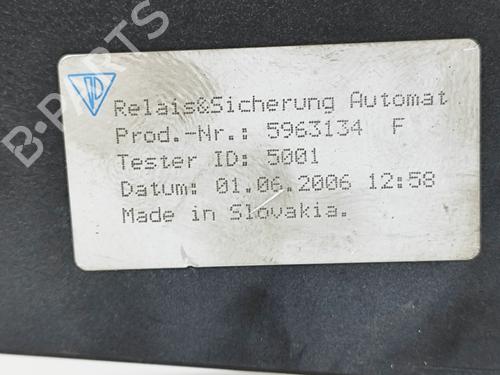 Relais&Sicherung Automat
Prod.-Nr.: 5963134 F
Tester ID: 5001
Datum: 01.06.2006 12:58
Made in Slovakia.
B-PARTS